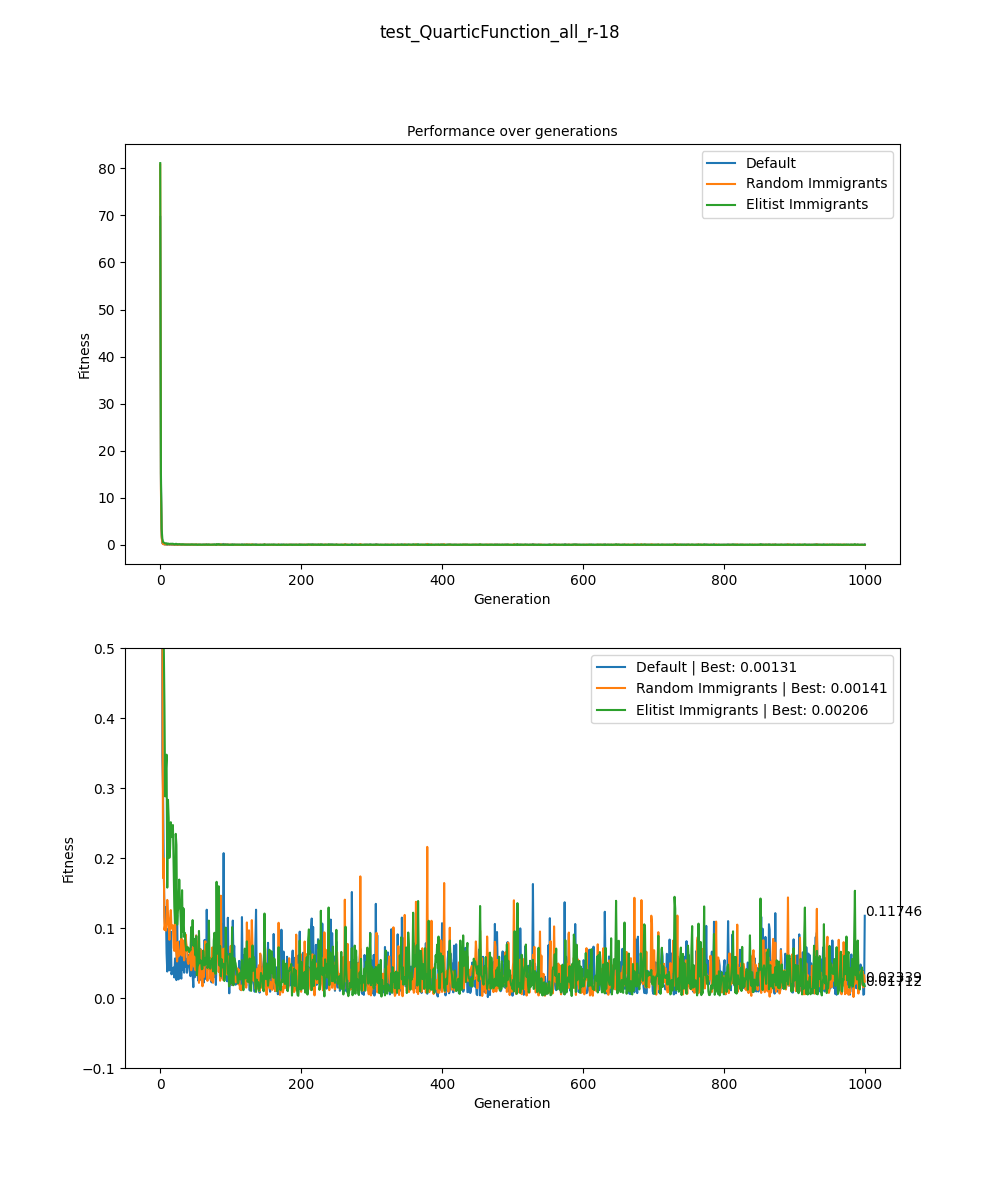 test_QuarticFunction_all_r-18
Performance over generations
Default
Random Immigrants
Elitist Immigrants
80
70
60
50
40
30
20
10
0
Fitness
0 200 400 600 800 1000
Generation
Default | Best: 0.00131
Random Immigrants | Best: 0.00141
Elitist Immigrants | Best: 0.00206
0.5
0.4
0.3
0.2
0.1
0.0
−0.1
Fitness
0.11746
0.01712
0 200 400 600 800 1000
Generation